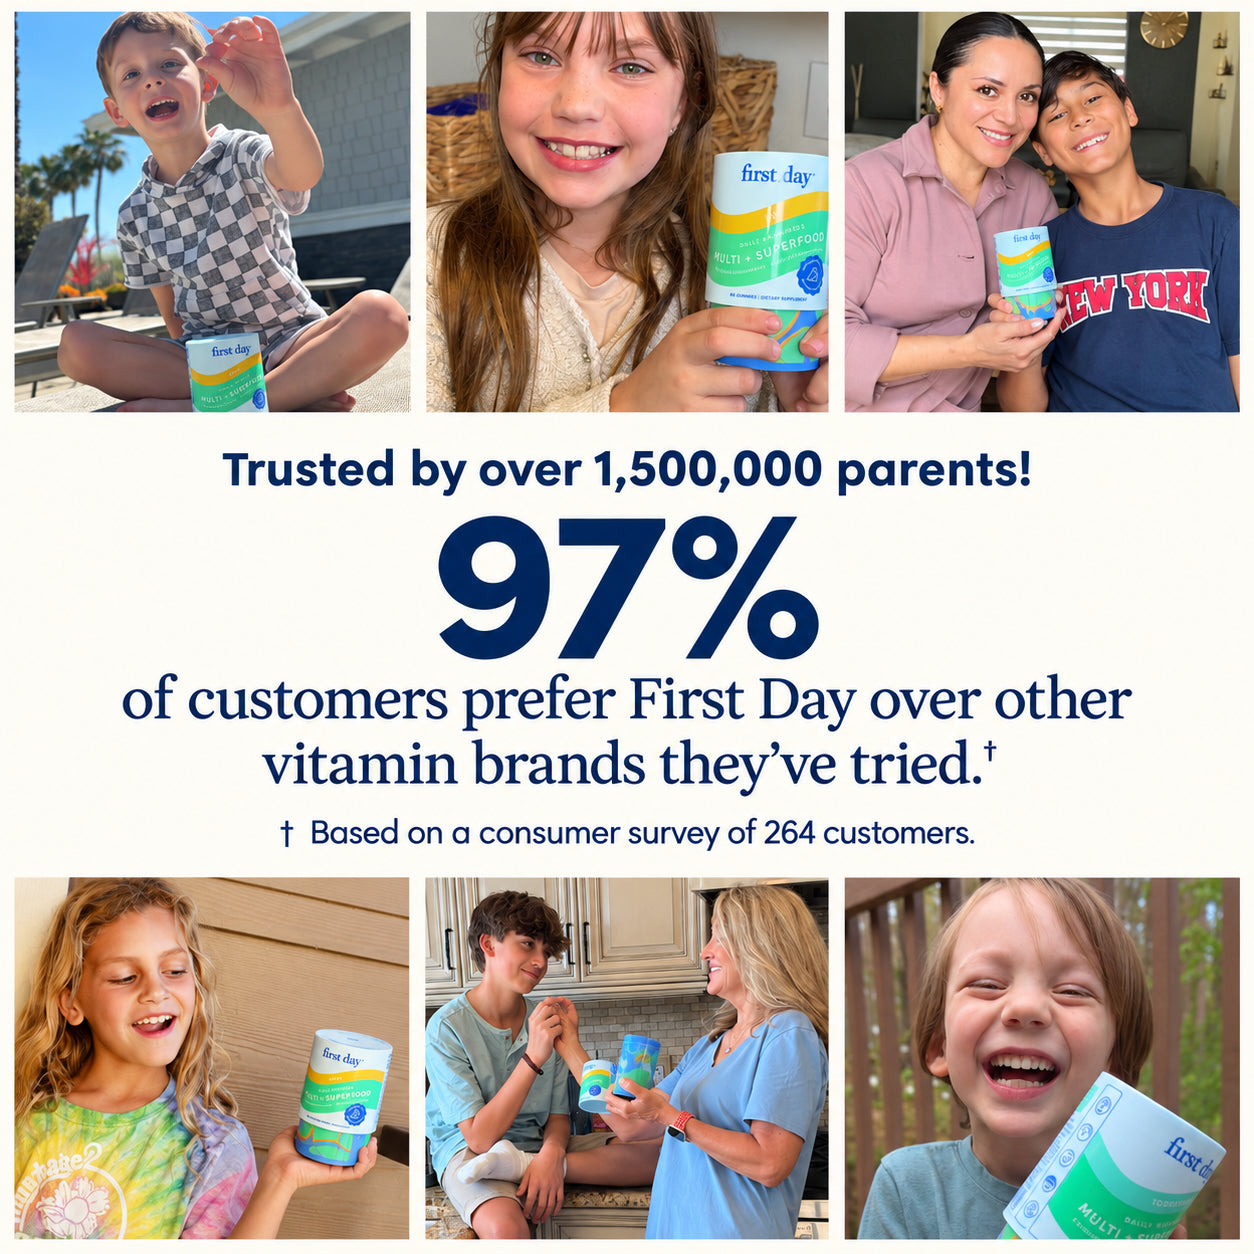 first day
MULTI + SUPERFOOD
first day
MULTI + SUPERFOOD
first day
NEW YORK
Trusted by over 1,500,000 parents!
97%
of customers prefer First Day over other
vitamin brands they've tried.†
† Based on a consumer survey of 264 customers.
first day
MULTI + SUPERFOOD
first day
MULTI +